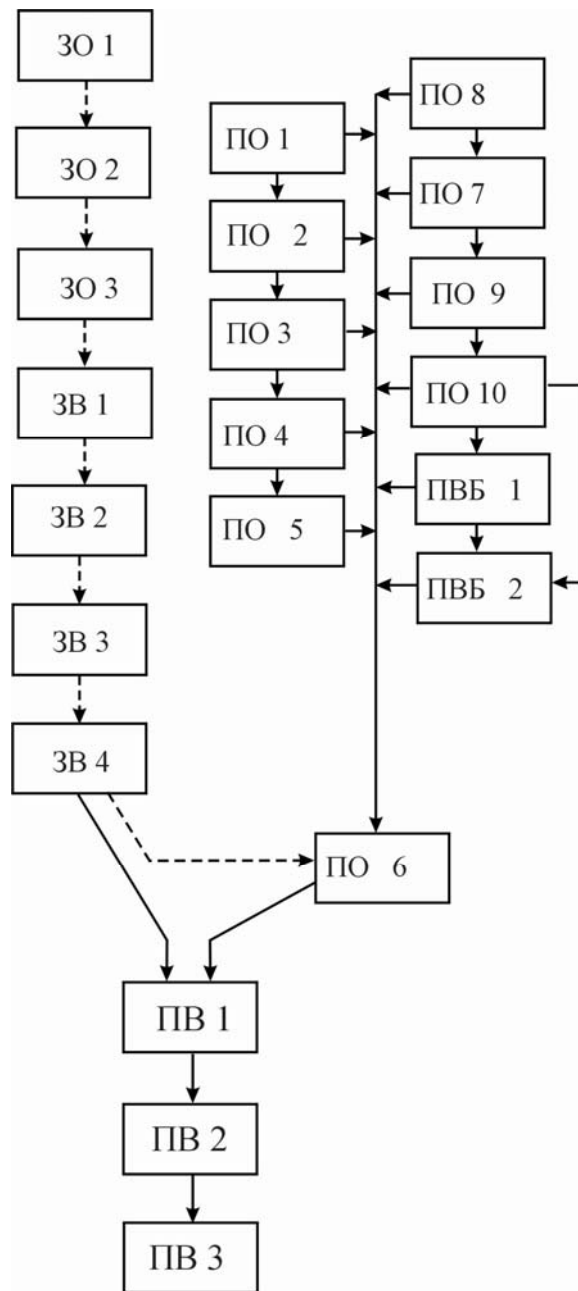 ЗО 1
ЗО 2
ЗО 3
ЗВ 1
ЗВ 2
ЗВ 3
ЗВ 4
ПО 1
ПО 2
ПО 3
ПО 4
ПО 5
ПО 8
ПО 7
ПО 9
ПО 10
ПВБ 1
ПВБ 2
ПО 6
ПВ 1
ПВ 2
ПВ 3